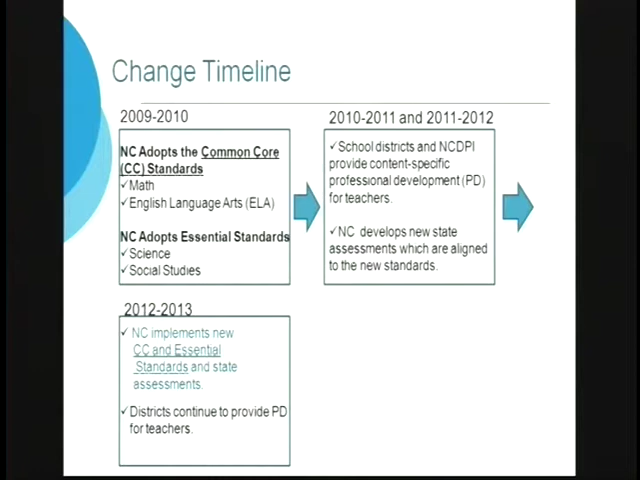 Change Timeline
2009-2010
NC Adopts the Common Core
(CC) Standards
✓Math
✓English Language Arts (ELA)
NC Adopts Essential Standards
✓Science
✓Social Studies
2010-2011 and 2011-2012
✓School districts and NCDPI
provide content-specific
professional development (PD)
for teachers.
✓NC develops new state
assessments which are aligned
to the new standards.
2012-2013
✓ NC implements new
CC and Essential
Standards and state
assessments.
✓Districts continue to provide PD
for teachers.